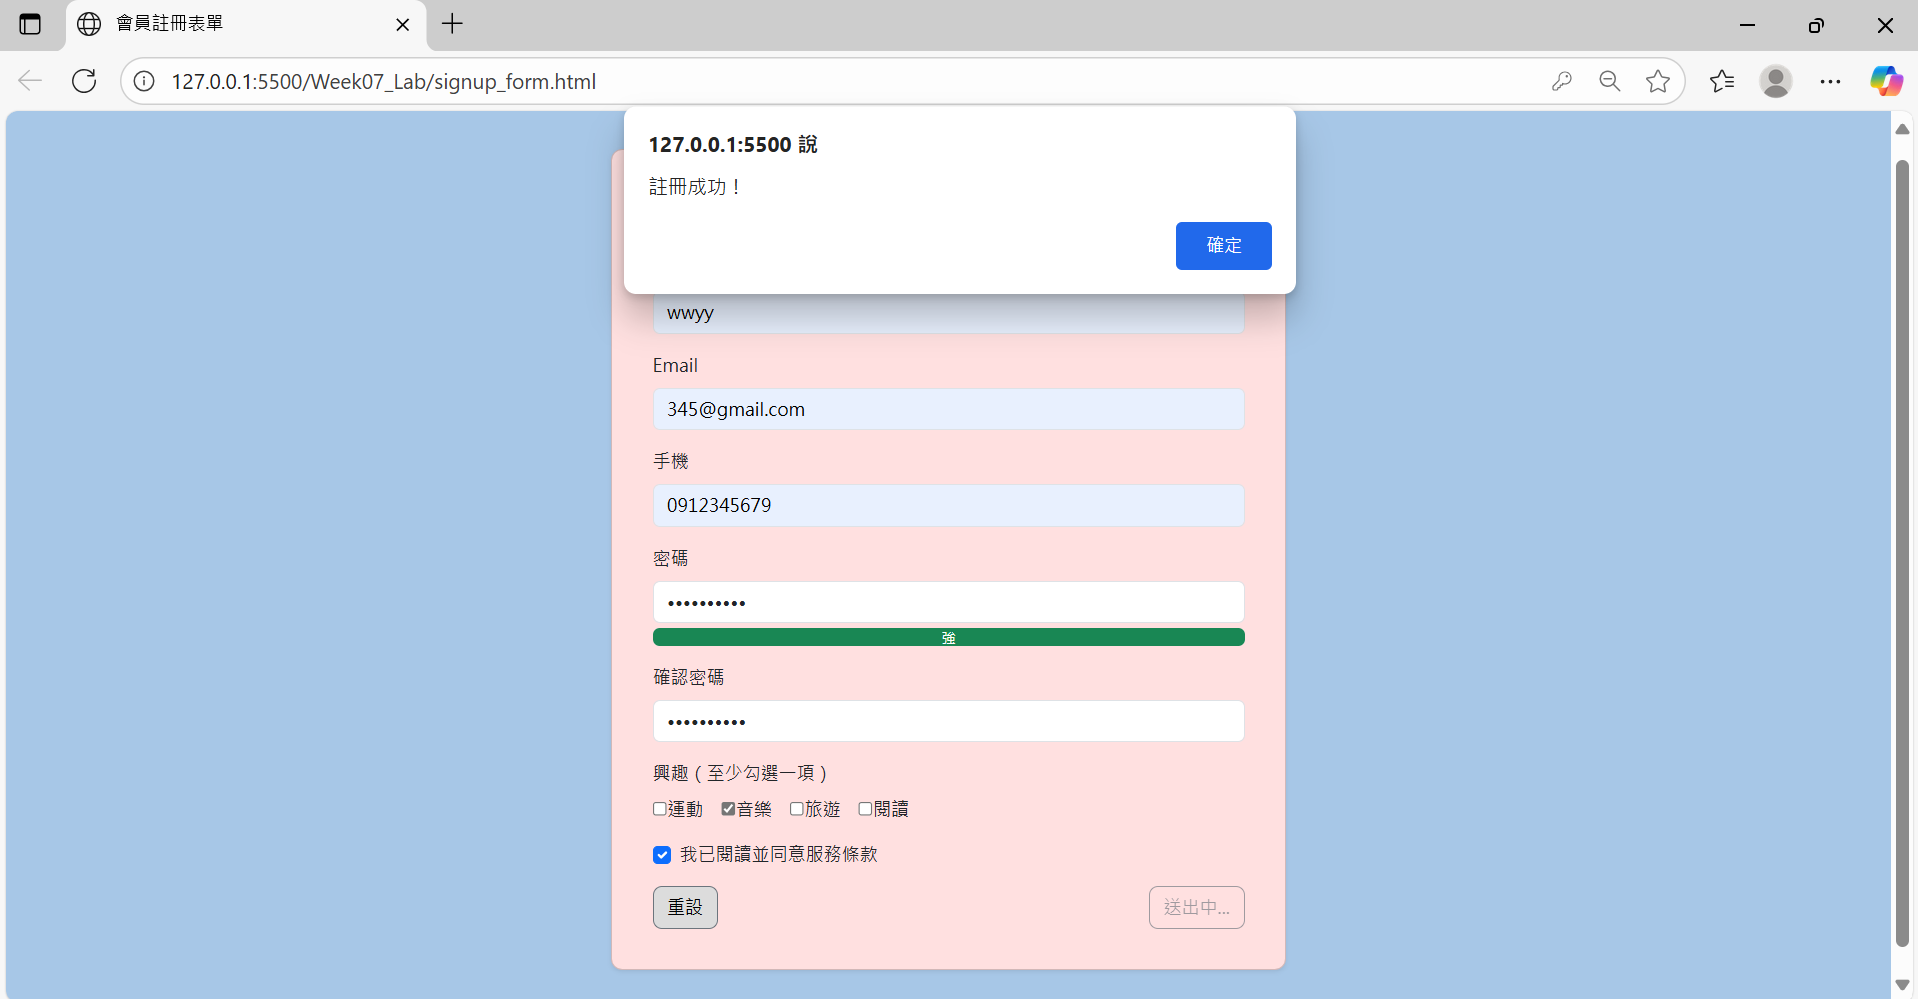 會員註冊表單
127.0.0.1:5500/Week07_Lab/signup_form.html
127.0.0.1:5500 說
註冊成功！
確定
wwyy
Email
345@gmail.com
手機
0912345679
密碼
••••••••••
強
確認密碼
••••••••••
興趣（至少勾選一項）
運動 音樂 旅遊 閱讀
我已閱讀並同意服務條款
重設 送出中...